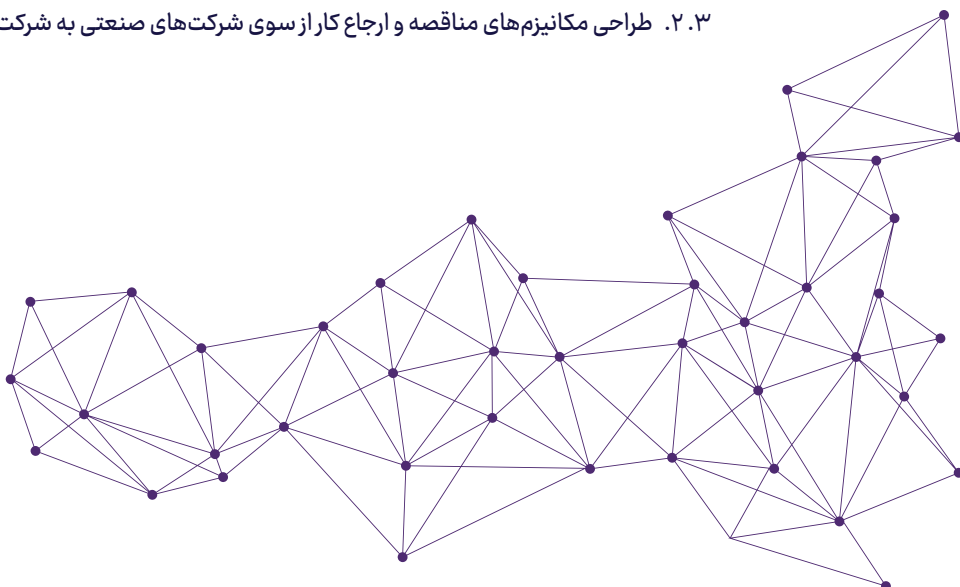 ۲.۳. طراحی مکانیزم‌های مناقصه و ارجاع کار از سوی شرکت‌های صنعتی به شرکت